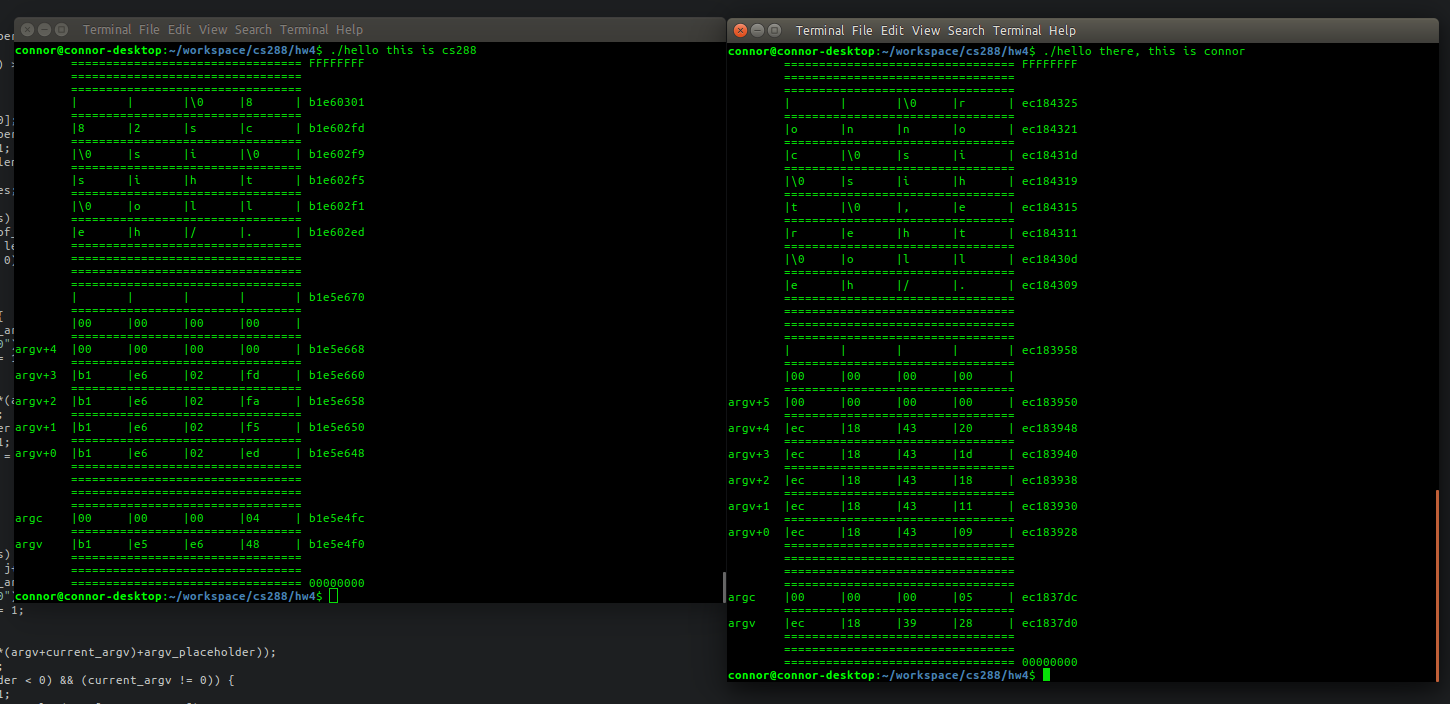 Terminal File Edit View Search Terminal Help
connor@connor-desktop:~/workspace/cs288/hw4$ ./hello this is cs288
================================= FFFFFFFF
=================================
=================================
| | |\0 |8 | b1e60301
=================================
|8 |2 |s |c | b1e602fd
=================================
|\0 |s |i |\0 | b1e602f9
=================================
|s |i |h |t | b1e602f5
=================================
|\0 |o |l |l | b1e602f1
=================================
|e |h |/ |. | b1e602ed
=================================
=================================
=================================
=================================
| | | | | b1e5e670
=================================
|00 |00 |00 |00 |
=================================
argv+4 |00 |00 |00 |00 | b1e5e668
=================================
argv+3 |b1 |e6 |02 |fd | b1e5e660
=================================
argv+2 |b1 |e6 |02 |fa | b1e5e658
=================================
argv+1 |b1 |e6 |02 |f5 | b1e5e650
=================================
argv+0 |b1 |e6 |02 |ed | b1e5e648
=================================
=================================
=================================
=================================
argc |00 |00 |00 |04 | b1e5e4fc
=================================
argv |b1 |e5 |e6 |48 | b1e5e4f0
=================================
=================================
================================= 00000000
connor@connor-desktop:~/workspace/cs288/hw4$
Terminal File Edit View Search Terminal Help
connor@connor-desktop:~/workspace/cs288/hw4$ ./hello there, this is connor
================================= FFFFFFFF
=================================
=================================
| | |\0 |r | ec184325
=================================
|o |n |n |o | ec184321
=================================
|c |\0 |s |i | ec18431d
=================================
|\0 |s |i |h | ec184319
=================================
|t |\0 |, |e | ec184315
=================================
|r |e |h |t | ec184311
=================================
|\0 |o |l |l | ec18430d
=================================
|e |h |/ |. | ec184309
=================================
=================================
=================================
=================================
| | | | | ec183958
=================================
|00 |00 |00 |00 |
=================================
argv+5 |00 |00 |00 |00 | ec183950
=================================
argv+4 |ec |18 |43 |20 | ec183948
=================================
argv+3 |ec |18 |43 |1d | ec183940
=================================
argv+2 |ec |18 |43 |18 | ec183938
=================================
argv+1 |ec |18 |43 |11 | ec183930
=================================
argv+0 |ec |18 |43 |09 | ec183928
=================================
=================================
=================================
=================================
argc |00 |00 |00 |05 | ec1837dc
=================================
argv |ec |18 |39 |28 | ec1837d0
=================================
=================================
================================= 00000000
connor@connor-desktop:~/workspace/cs288/hw4$
= 1;
*(argv+current_argv)+argv_placeholder));
;
der < 0) && (current_argv != 0)) {
1;